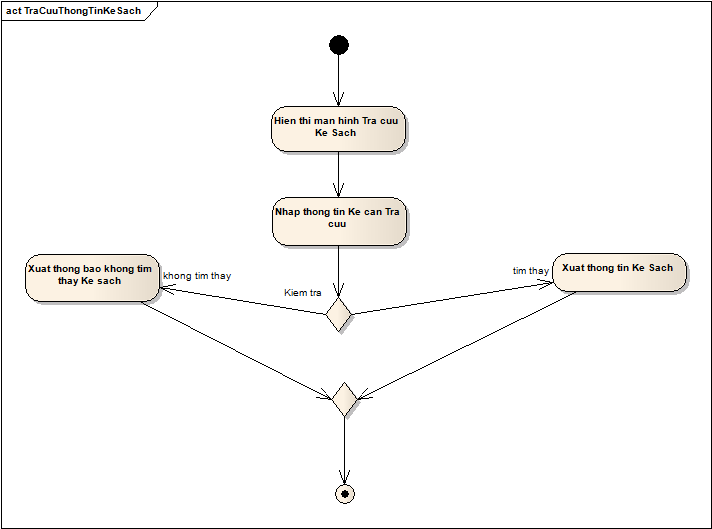 act TraCuuThongTinKeSach
Hien thi man hinh Tra cuu
Ke Sach
Nhap thong tin Ke can Tra
cuu
Xuat thong bao khong tim
thay Ke sach
khong tim thay
Kiem tra
tim thay
Xuat thong tin Ke Sach